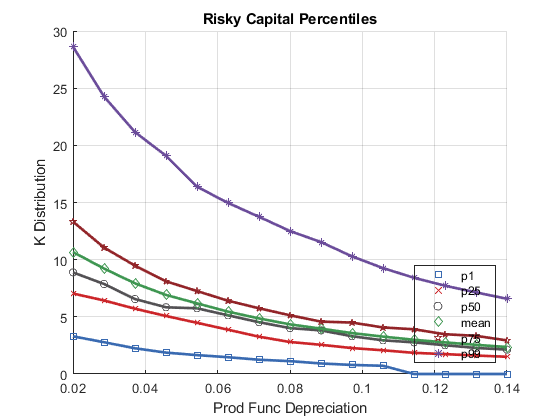 Risky Capital Percentiles
K Distribution
30
25
20
15
10
5
0
p1
p25
p50
mean
p75
p99
0.02 0.04 0.06 0.08 0.1 0.12 0.14
Prod Func Depreciation